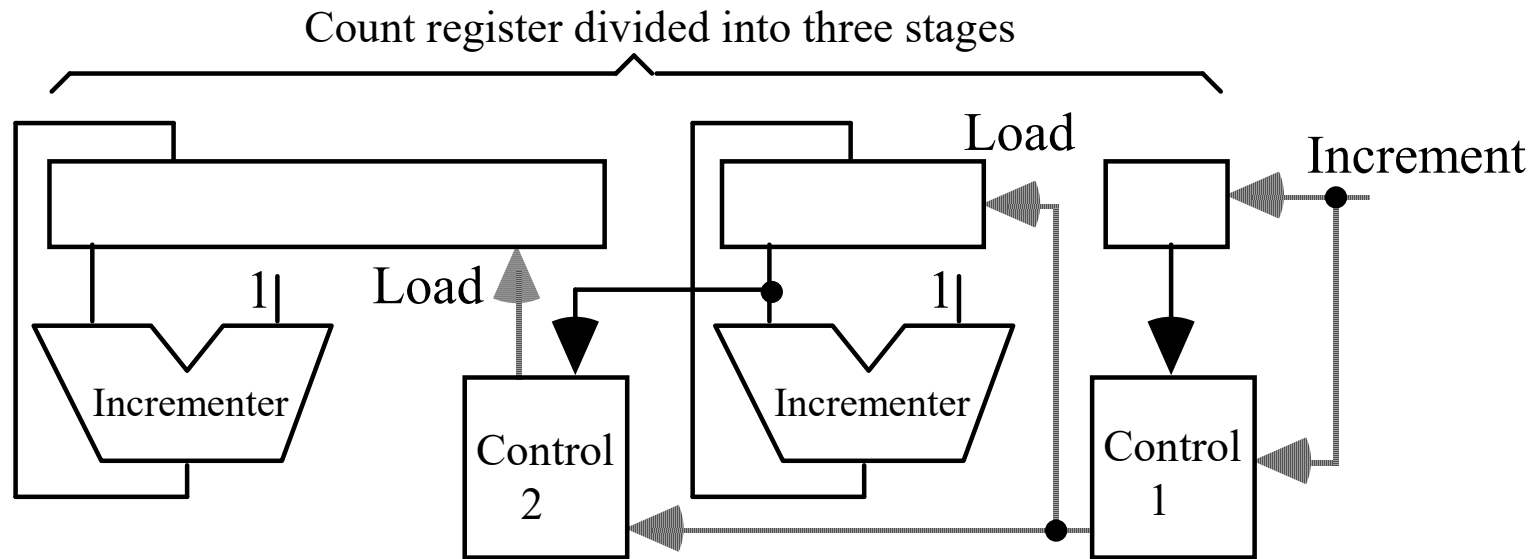 Count register divided into three stages
Load
Increment
1
Load
1
Incrementer
Incrementer
Control
2
Control
1